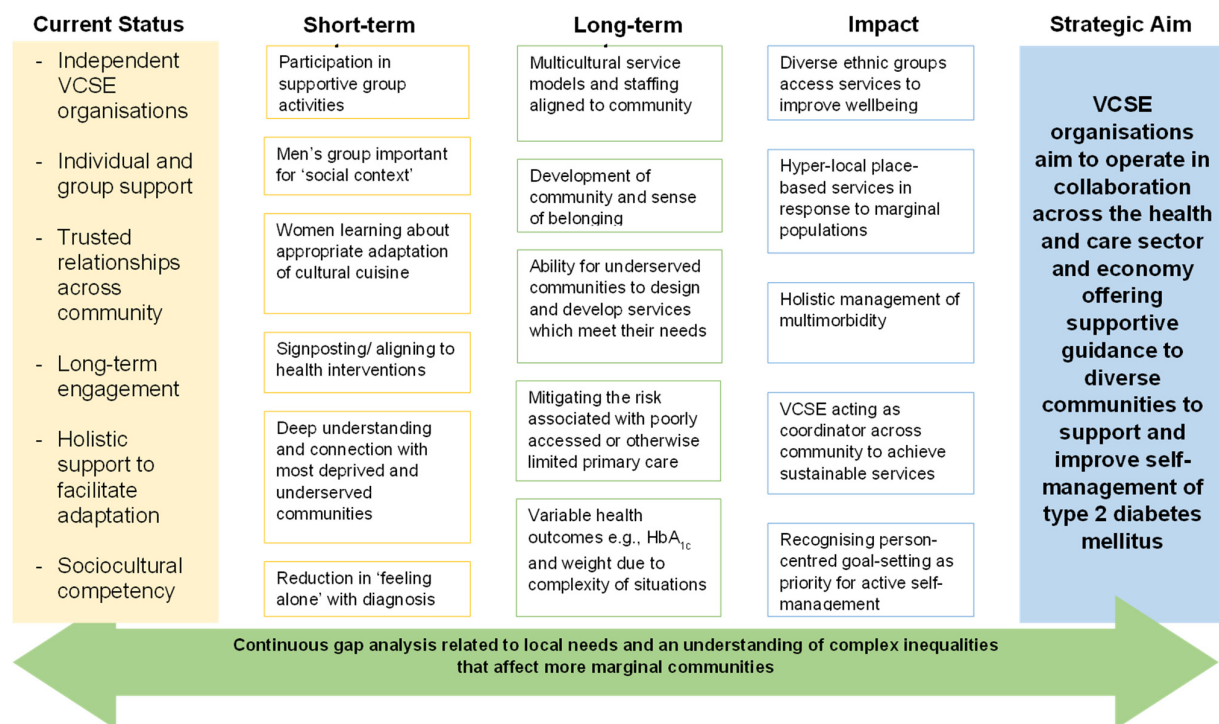 Current Status
- Independent
VCSE
organisations
- Individual and
group support
- Trusted
relationships
across
community
- Long-term
engagement
- Holistic
support to
facilitate
adaptation
- Sociocultural
competency
Short-term
Participation in
supportive group
activities
Men's group important
for 'social context'
Women learning about
appropriate adaptation
of cultural cuisine
Signposting/ aligning to
health interventions
Deep understanding
and connection with
most deprived and
underserved
communities
Reduction in 'feeling
alone' with diagnosis
Long-term
Multicultural service
models and staffing
aligned to community
Development of
community and sense
of belonging
Ability for underserved
communities to design
and develop services
which meet their needs
Mitigating the risk
associated with poorly
accessed or otherwise
limited primary care
Variable health
outcomes e.g., HbA1c
and weight due to
complexity of situations
Impact
Diverse ethnic groups
access services to
improve wellbeing
Hyper-local place-
based services in
response to marginal
populations
Holistic management of
multimorbidity
VCSE acting as
coordinator across
community to achieve
sustainable services
Recognising person-
centred goal-setting as
priority for active self-
management
Strategic Aim
VCSE
organisations
aim to operate in
collaboration
across the health
and care sector
and economy
offering
supportive
guidance to
diverse
communities to
support and
improve self-
management of
type 2 diabetes
mellitus
Continuous gap analysis related to local needs and an understanding of complex inequalities
that affect more marginal communities